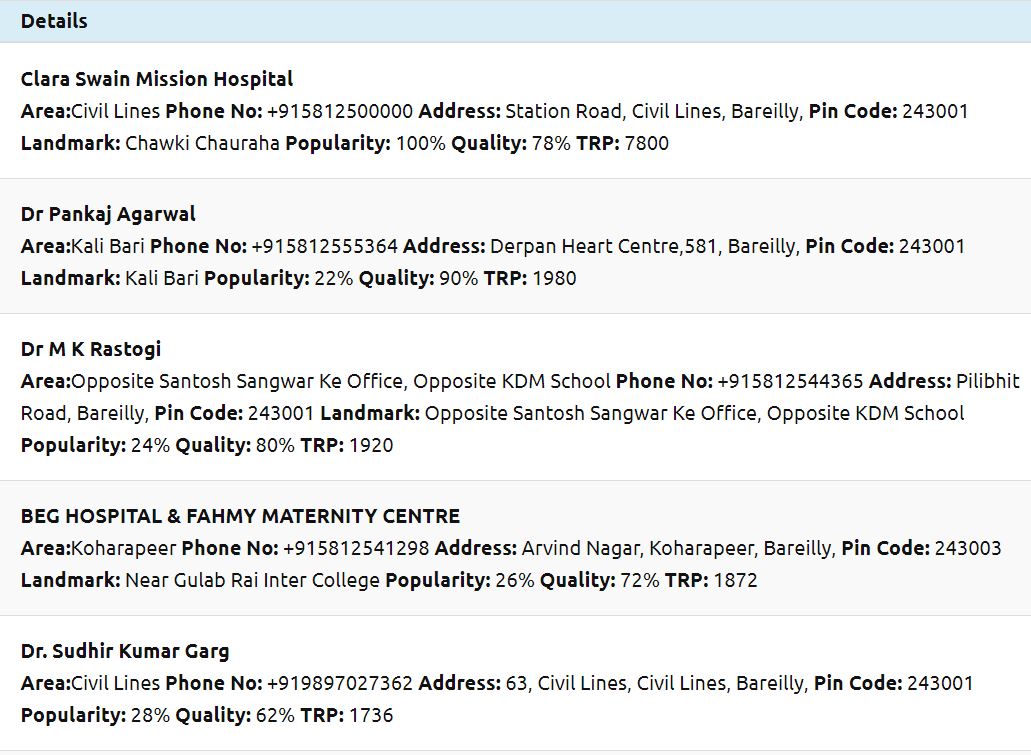 Details
Clara Swain Mission Hospital
Area:Civil Lines Phone No: +915812500000 Address: Station Road, Civil Lines, Bareilly, Pin Code: 243001
Landmark: Chawki Chauraha Popularity: 100% Quality: 78% TRP: 7800
Dr Pankaj Agarwal
Area:Kali Bari Phone No: +915812555364 Address: Derpan Heart Centre,581, Bareilly, Pin Code: 243001
Landmark: Kali Bari Popularity: 22% Quality: 90% TRP: 1980
Dr M K Rastogi
Area:Opposite Santosh Sangwar Ke Office, Opposite KDM School Phone No: +915812544365 Address: Pilibhit
Road, Bareilly, Pin Code: 243001 Landmark: Opposite Santosh Sangwar Ke Office, Opposite KDM School
Popularity: 24% Quality: 80% TRP: 1920
BEG HOSPITAL & FAHMY MATERNITY CENTRE
Area:Koharapeer Phone No: +915812541298 Address: Arvind Nagar, Koharapeer, Bareilly, Pin Code: 243003
Landmark: Near Gulab Rai Inter College Popularity: 26% Quality: 72% TRP: 1872
Dr. Sudhir Kumar Garg
Area:Civil Lines Phone No: +919897027362 Address: 63, Civil Lines, Civil Lines, Bareilly, Pin Code: 243001
Popularity: 28% Quality: 62% TRP: 1736